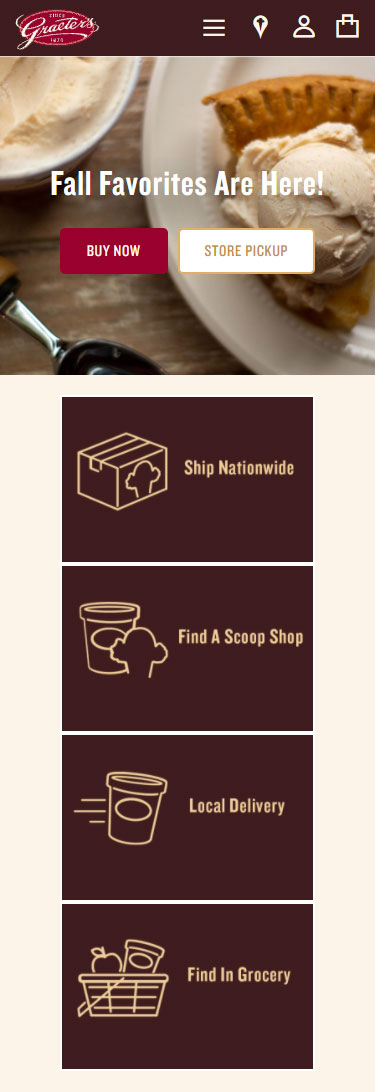 SINCE
Graeter's
1870
Fall Favorites Are Here!
BUY NOW
STORE PICKUP
Ship Nationwide
Find A Scoop Shop
Local Delivery
Find In Grocery